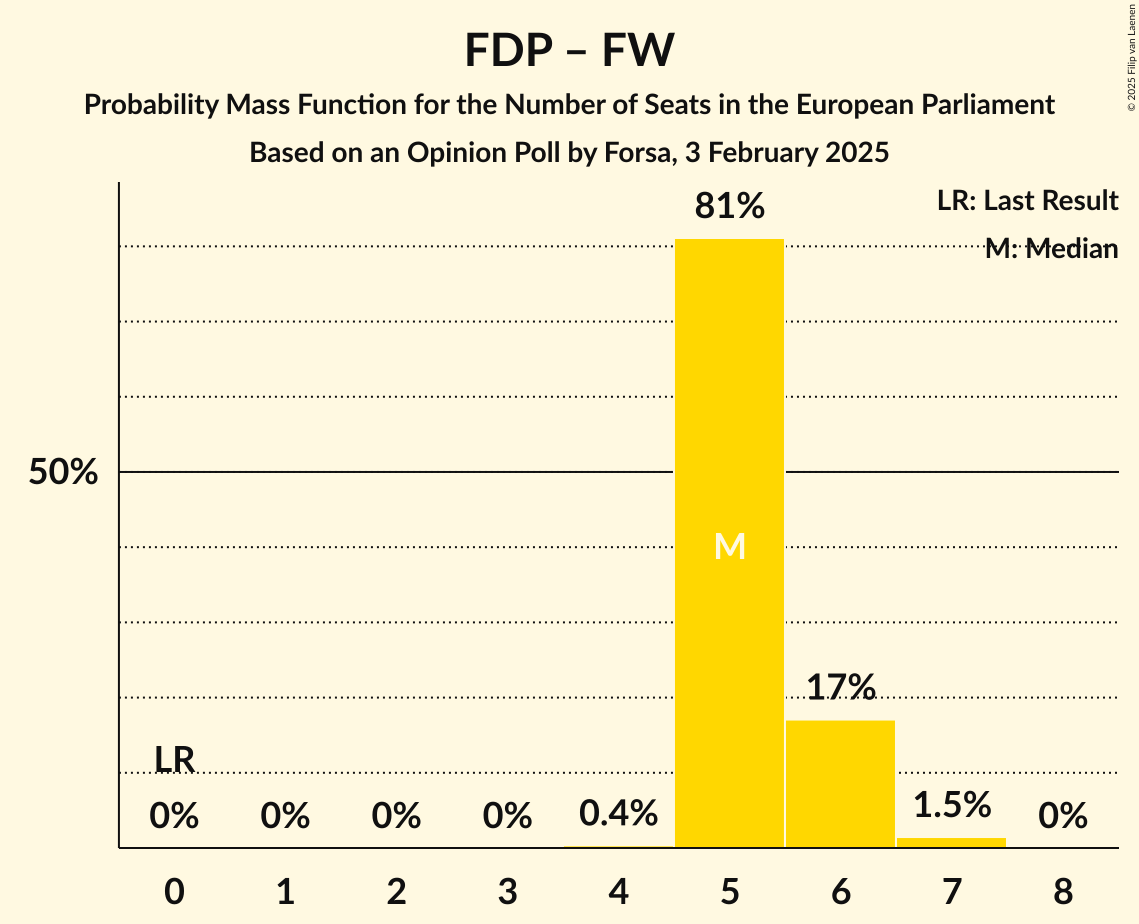 FDP – FW
Probability Mass Function for the Number of Seats in the European Parliament
Based on an Opinion Poll by Forsa, 3 February 2025
© 2025 Filip van Laenen
LR: Last Result
M: Median
81%
50%
M
17%
LR
0%
0%
0%
0%
0.4%
1.5%
0%
0
1
2
3
4
5
6
7
8